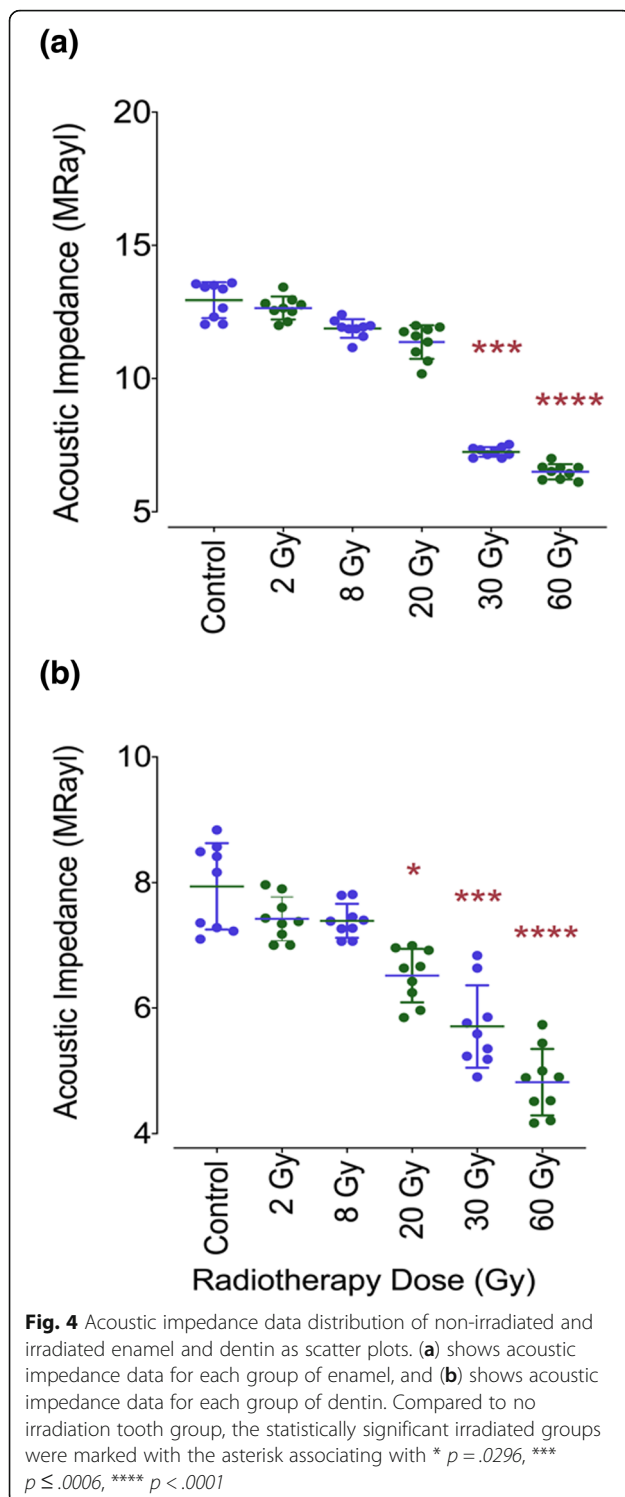 (a)
Acoustic Impedance (MRayl)
20
15
10
5
***
****
Control
2 Gy
8 Gy
20 Gy
30 Gy
60 Gy
(b)
Acoustic Impedance (MRayl)
10
8
6
4
*
***
****
Control
2 Gy
8 Gy
20 Gy
30 Gy
60 Gy
Radiotherapy Dose (Gy)
Fig. 4 Acoustic impedance data distribution of non-irradiated and
irradiated enamel and dentin as scatter plots. (a) shows acoustic
impedance data for each group of enamel, and (b) shows acoustic
impedance data for each group of dentin. Compared to no
irradiation tooth group, the statistically significant irradiated groups
were marked with the asterisk associating with * p = .0296, ***
p ≤ .0006, **** p < .0001